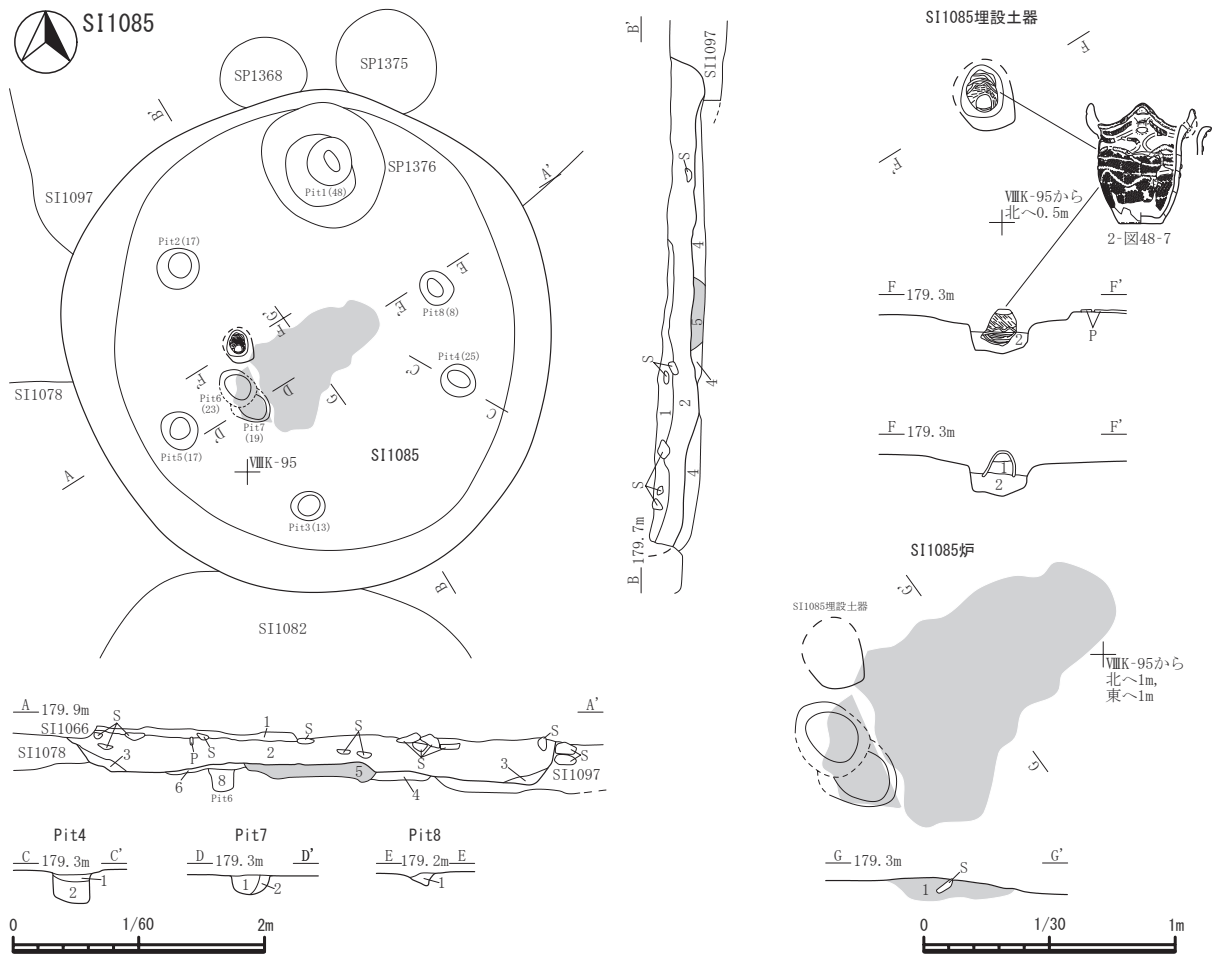 SI1085
SP1368
SP1375
SP1376
Pit1(48)
B'
A'
SI1097
Pit2(17)
E
E'
Pit8(8)
G'
F
C'
Pit4(25)
F'
D
G
C
SI1078
Pit6
(23)
Pit7
(19)
D'
Pit5(17)
SI1085
A
ⅧK-95
Pit3(13)
B
SI1082
B'
SI1097
S
4
5
S
4
1
2
S
4
S
B 179.7m
SI1085埋設土器
F
F'
ⅧK-95から
北へ0.5m
2-図48-7
F 179.3m F'
2
P
F 179.3m F'
1
2
SI1085炉
G'
SI1085埋設土器
ⅧK-95から
北へ1m,
東へ1m
G
G 179.3m G'
S
1
0 1/30 1m
A 179.9m A'
S
1
S
S
S
SI1066
SI1078
3
P
S
2
S
3
S
SI1097
6
8
5
4
Pit6
Pit4
C 179.3m C'
1
2
Pit7
D 179.3m D'
1
2
Pit8
E 179.2m E
1
0 1/60 2m